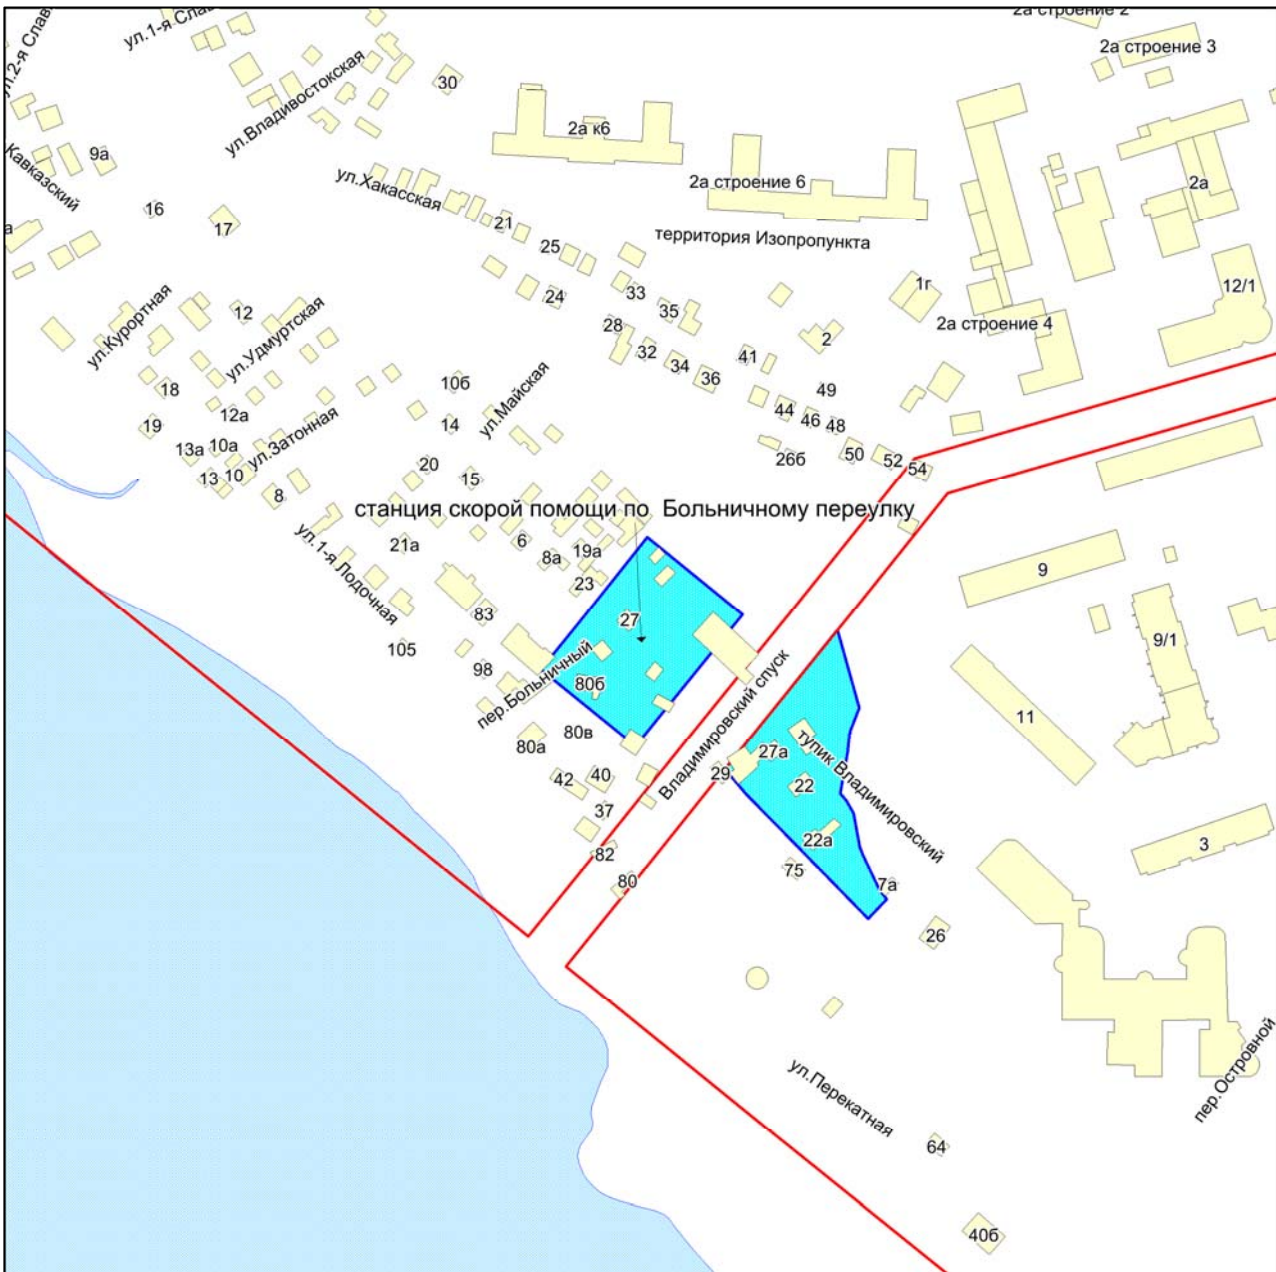 2а строение 2
ул.1-я
2а строение 3
30
ул.Владивостокская
2а к6
9а
Кавказский
ул.Хакасская
2а строение 6
2а
16
17
21
25
территория Изопропункта
24
33
35
1г
12/1
12
ул.Курортная
ул.Удмуртская
28
32
34
36
41
2
2а строение 4
18
10б
ул.Майская
49
44
46
48
19
12а
14
ул.Затонная
13а
10а
13
10
20
15
26б
50
52
54
8
станция скорой помощи по Больничному переулку
ул.1-я Лодочная
21а
6
8а
19а
23
9
83
27
105
98
пер.Больничный
80б
9/1
80а
80в
Владимировский спуск
11
27а
тупик Владимировский
42
40
29
22
37
22а
82
75
3
80
7а
26
ул.Перекатная
пер.Островной
64
40б